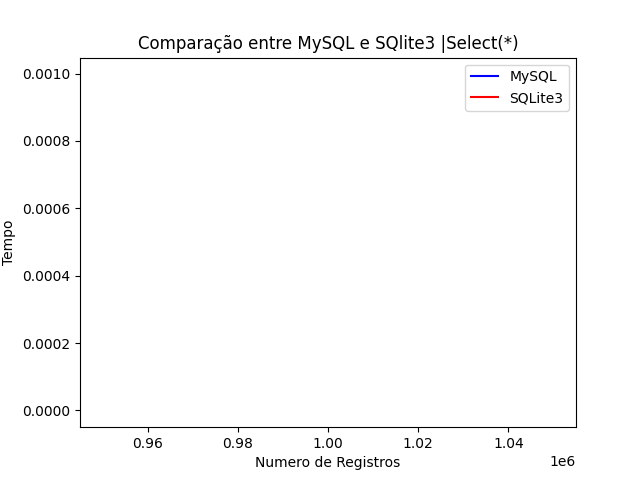 Comparação entre MySQL e SQlite3 |Select(*)
MySQL
SQLite3
0.0010
0.0008
0.0006
0.0004
0.0002
0.0000
Tempo
0.96 0.98 1.00 1.02 1.04
1e6
Numero de Registros